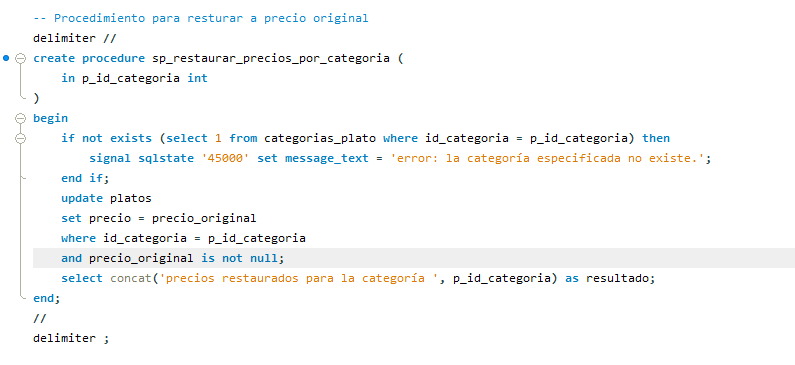 -- Procedimiento para resturar a precio original
delimiter //
create procedure sp_restaurar_precios_por_categoria (
    in p_id_categoria int
)
begin
    if not exists (select 1 from categorias_plato where id_categoria = p_id_categoria) then
        signal sqlstate '45000' set message_text = 'error: la categoría especificada no existe.';
    end if;
    update platos
    set precio = precio_original
    where id_categoria = p_id_categoria
    and precio_original is not null;
    select concat('precios restaurados para la categoría ', p_id_categoria) as resultado;
end;
//
delimiter ;